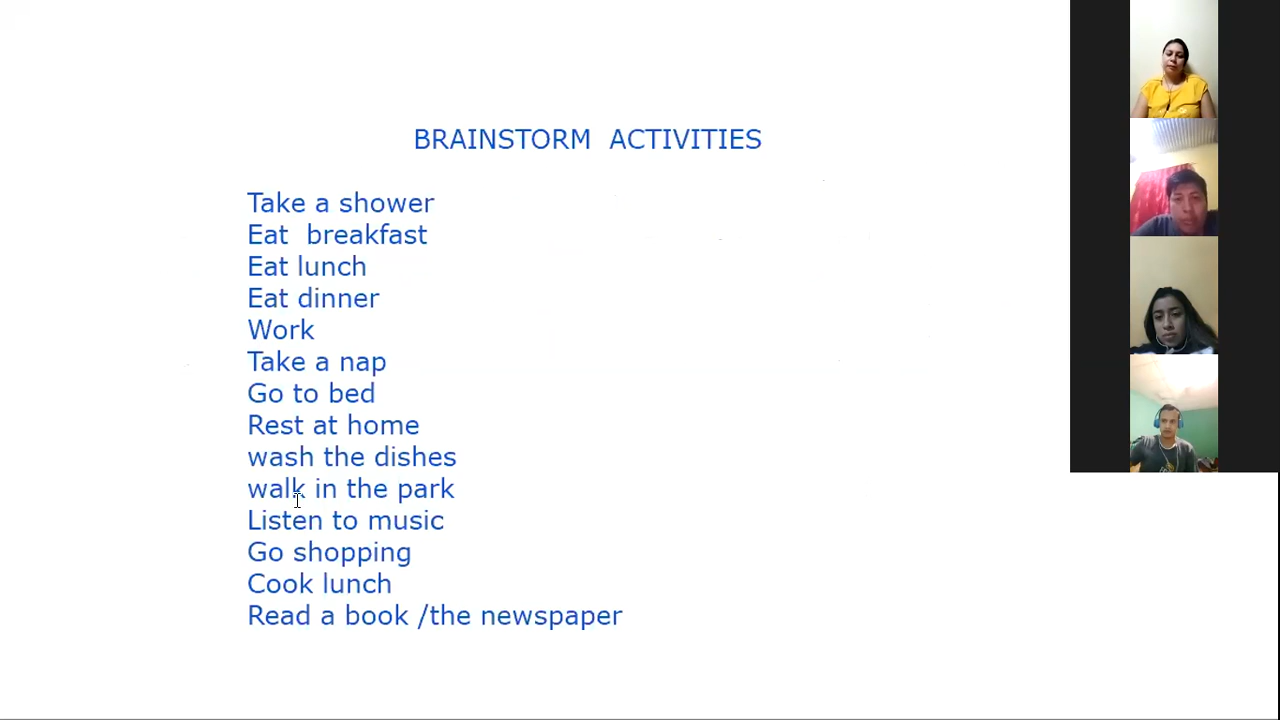 BRAINSTORM ACTIVITIES
Take a shower
Eat breakfast
Eat lunch
Eat dinner
Work
Take a nap
Go to bed
Rest at home
wash the dishes
walk in the park
Listen to music
Go shopping
Cook lunch
Read a book /the newspaper